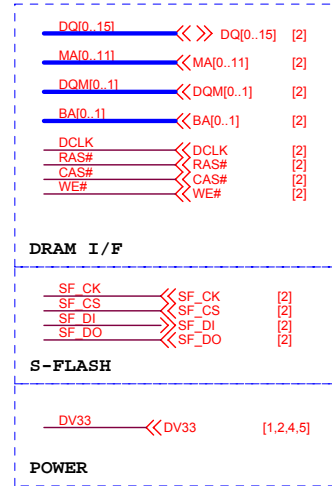 DQ[0..15] DQ[0..15] [2]
MA[0..11] MA[0..11] [2]
DQM[0..1] DQM[0..1] [2]
BA[0..1] BA[0..1] [2]
DCLK DCLK [2]
RAS# RAS# [2]
CAS# CAS# [2]
WE# WE# [2]
DRAM I/F
SF_CK SF_CK [2]
SF_CS SF_CS [2]
SF_DI SF_DI [2]
SF_DO SF_DO [2]
S-FLASH
DV33 DV33 [1,2,4,5]
POWER